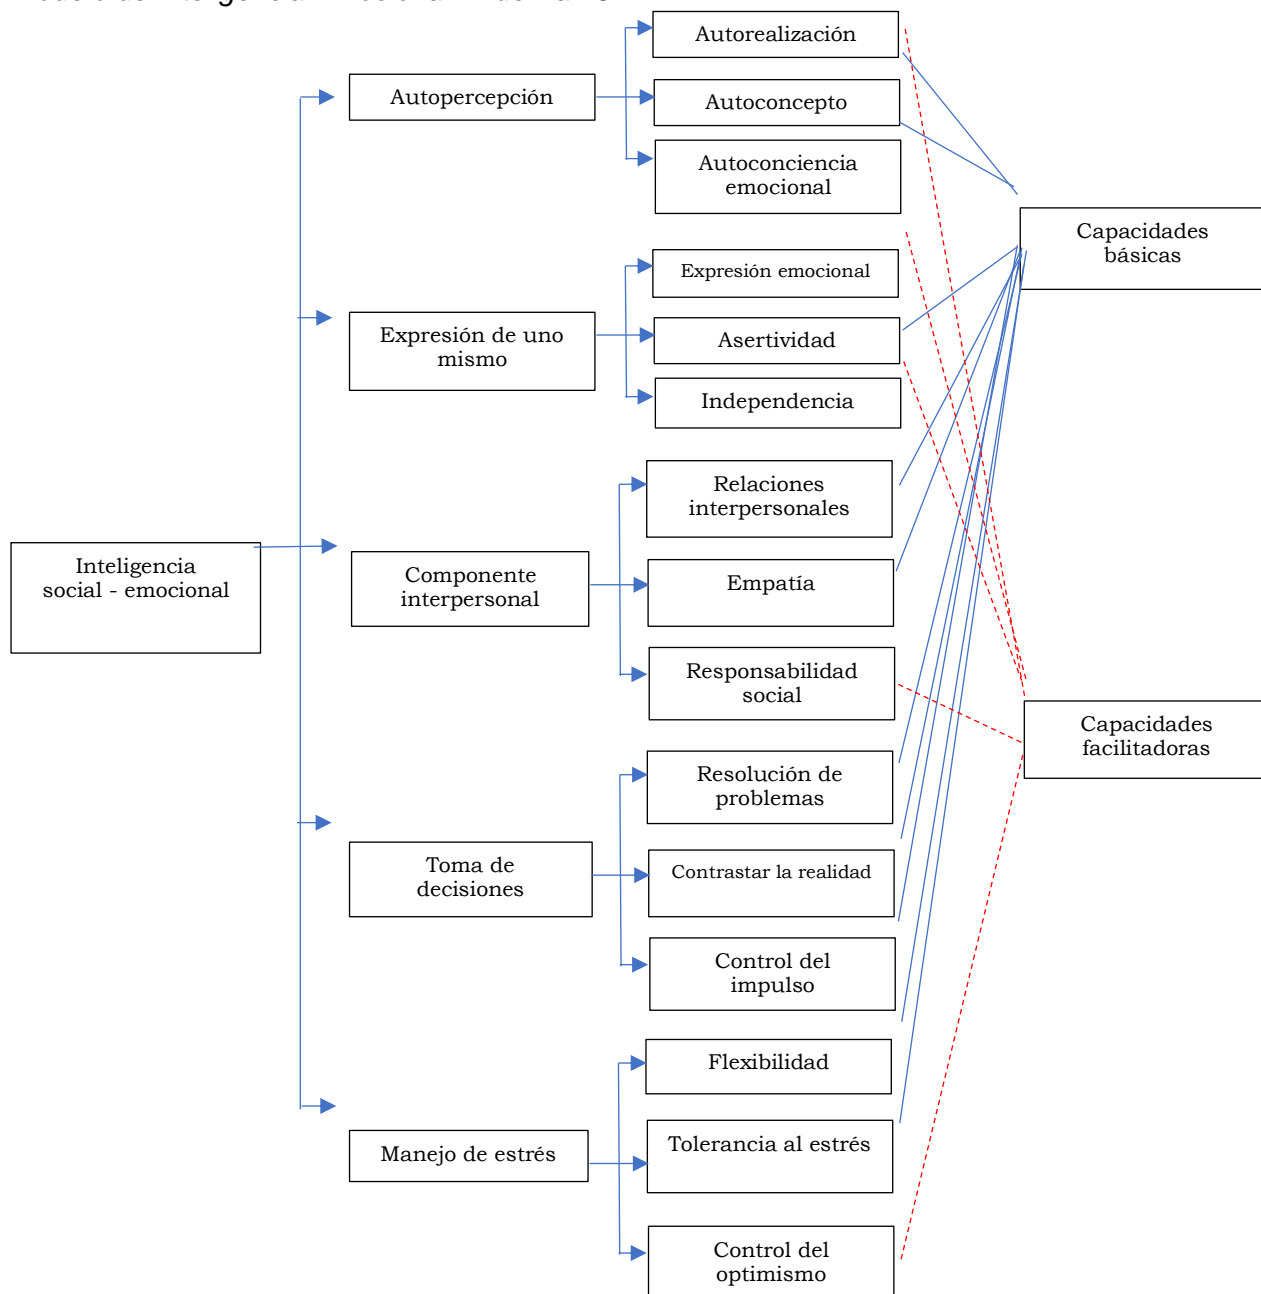 Autorealización
Autopercepción
Autoconcepto
Autoconciencia
emocional
Capacidades
básicas
Expresión emocional
Expresión de uno
mismo
Asertividad
Independencia
Relaciones
interpersonales
Inteligencia
social - emocional
Componente
interpersonal
Empatía
Responsabilidad
social
Capacidades
facilitadoras
Resolución de
problemas
Toma de
decisiones
Contrastar la realidad
Control del
impulso
Flexibilidad
Manejo de estrés
Tolerancia al estrés
Control del
optimismo